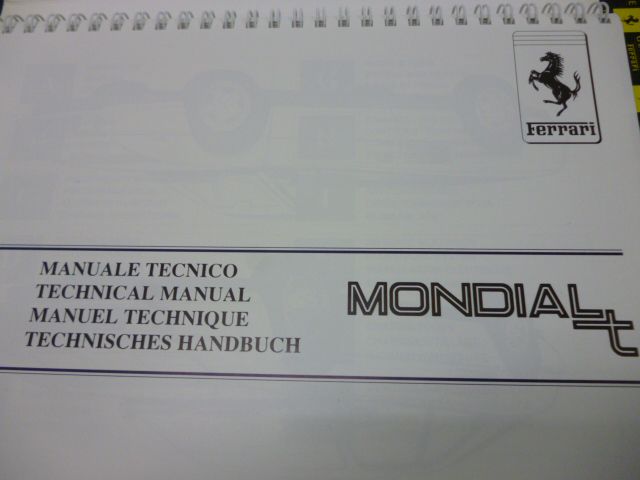 Ferrari
MANUALE TECNICO
TECHNICAL MANUAL
MANUEL TECHNIQUE
TECHNISCHES HANDBUCH
MONDIAL t